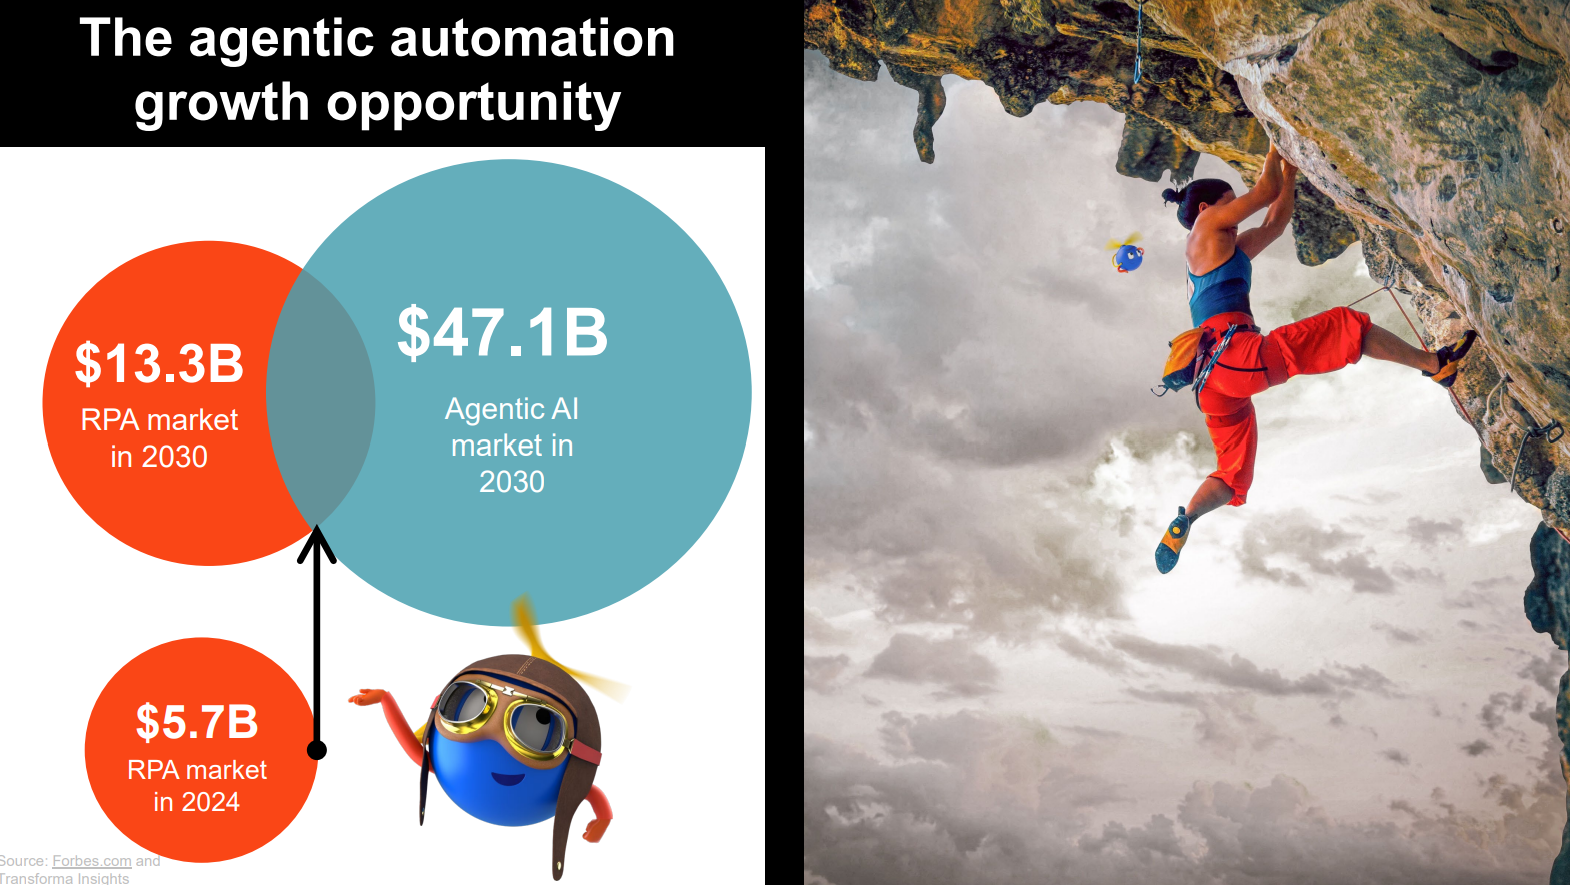 The agentic automation
growth opportunity
$13.3B
RPA market
in 2030
$47.1B
Agentic AI
market in
2030
$5.7B
RPA market
in 2024
Source: Forbes.com and
Transforma Insights